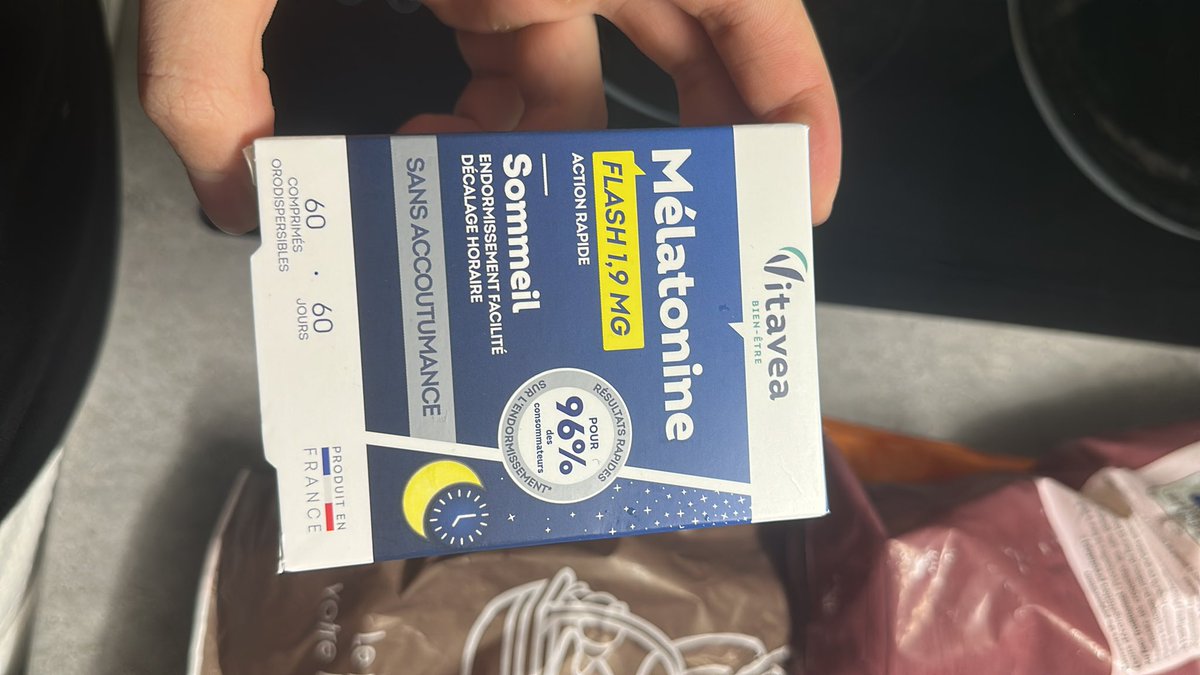 Vitavea
BIEN-ÊTRE
Mélatonine
FLASH 1,9 MG
ACTION RAPIDE
Sommeil
ENDORMISSEMENT FACILITÉ
DÉCALAGE HORAIRE
SANS ACCOUTUMANCE
RÉSULTATS RAPIDES
POUR
96%
des
consommateurs
SUR L'ENDORMISSEMENT*
60
COMPRIMÉS
ORODISPERSIBLES
•
60
JOURS
PRODUIT EN
FRANCE